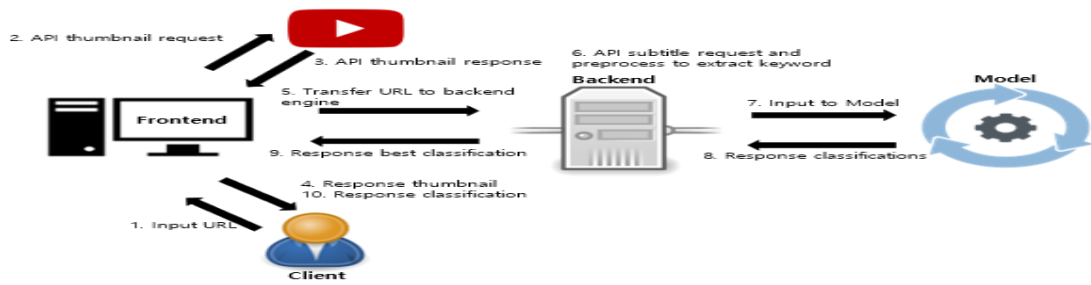 2. API thumbnail request
3. API thumbnail response
6. API subtitle request and
preprocess to extract keyword
Backend
Model
5. Transfer URL to backend
engine
Frontend
7. Input to Model
9. Response best classification
8. Response classifications
4. Response thumbnail
10. Response classification
1. Input URL
Client